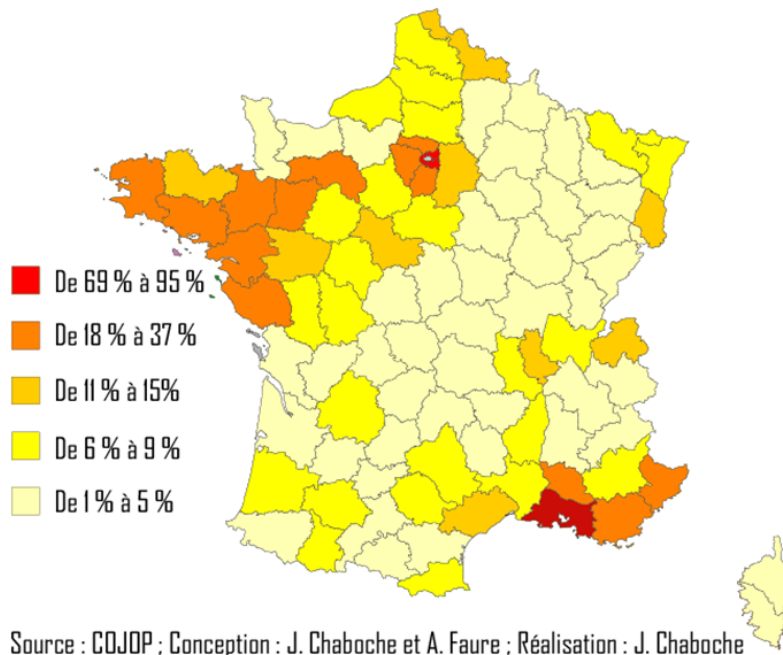 De 69 % à 95 %
De 18 % à 37 %
De 11 % à 15%
De 6 % à 9 %
De 1 % à 5 %
Source : COJOP ; Conception : J. Chaboche et A. Faure ; Réalisation : J. Chaboche